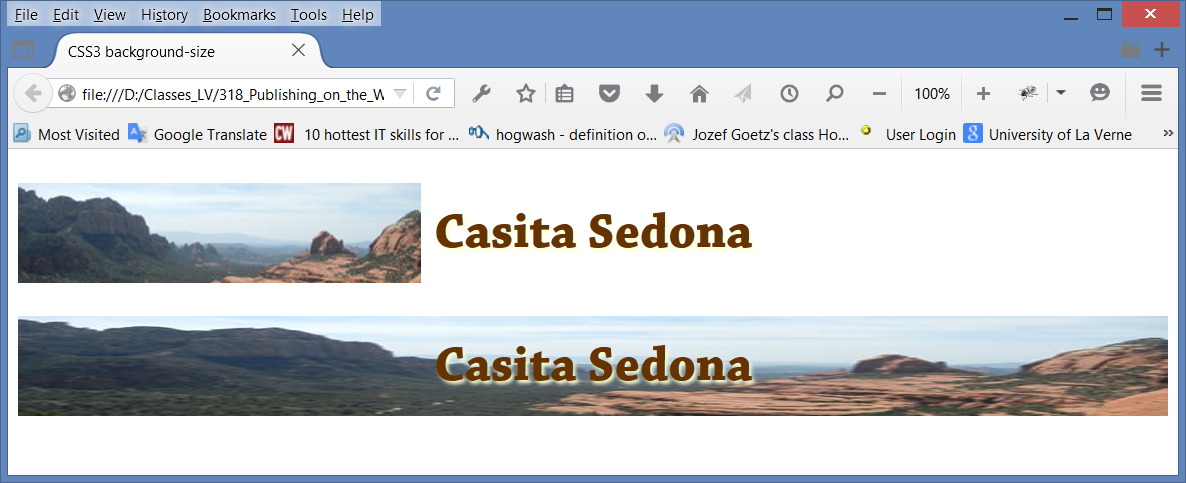 File Edit View History Bookmarks Tools Help
CSS3 background-size
file:///D:/Classes_LV/318_Publishing_on_the_W
100%
Most Visited Google Translate CW 10 hottest IT skills for ... hogwash - definition o... Jozef Goetz's class Ho... User Login 8 University of La Verne »
Casita Sedona
Casita Sedona